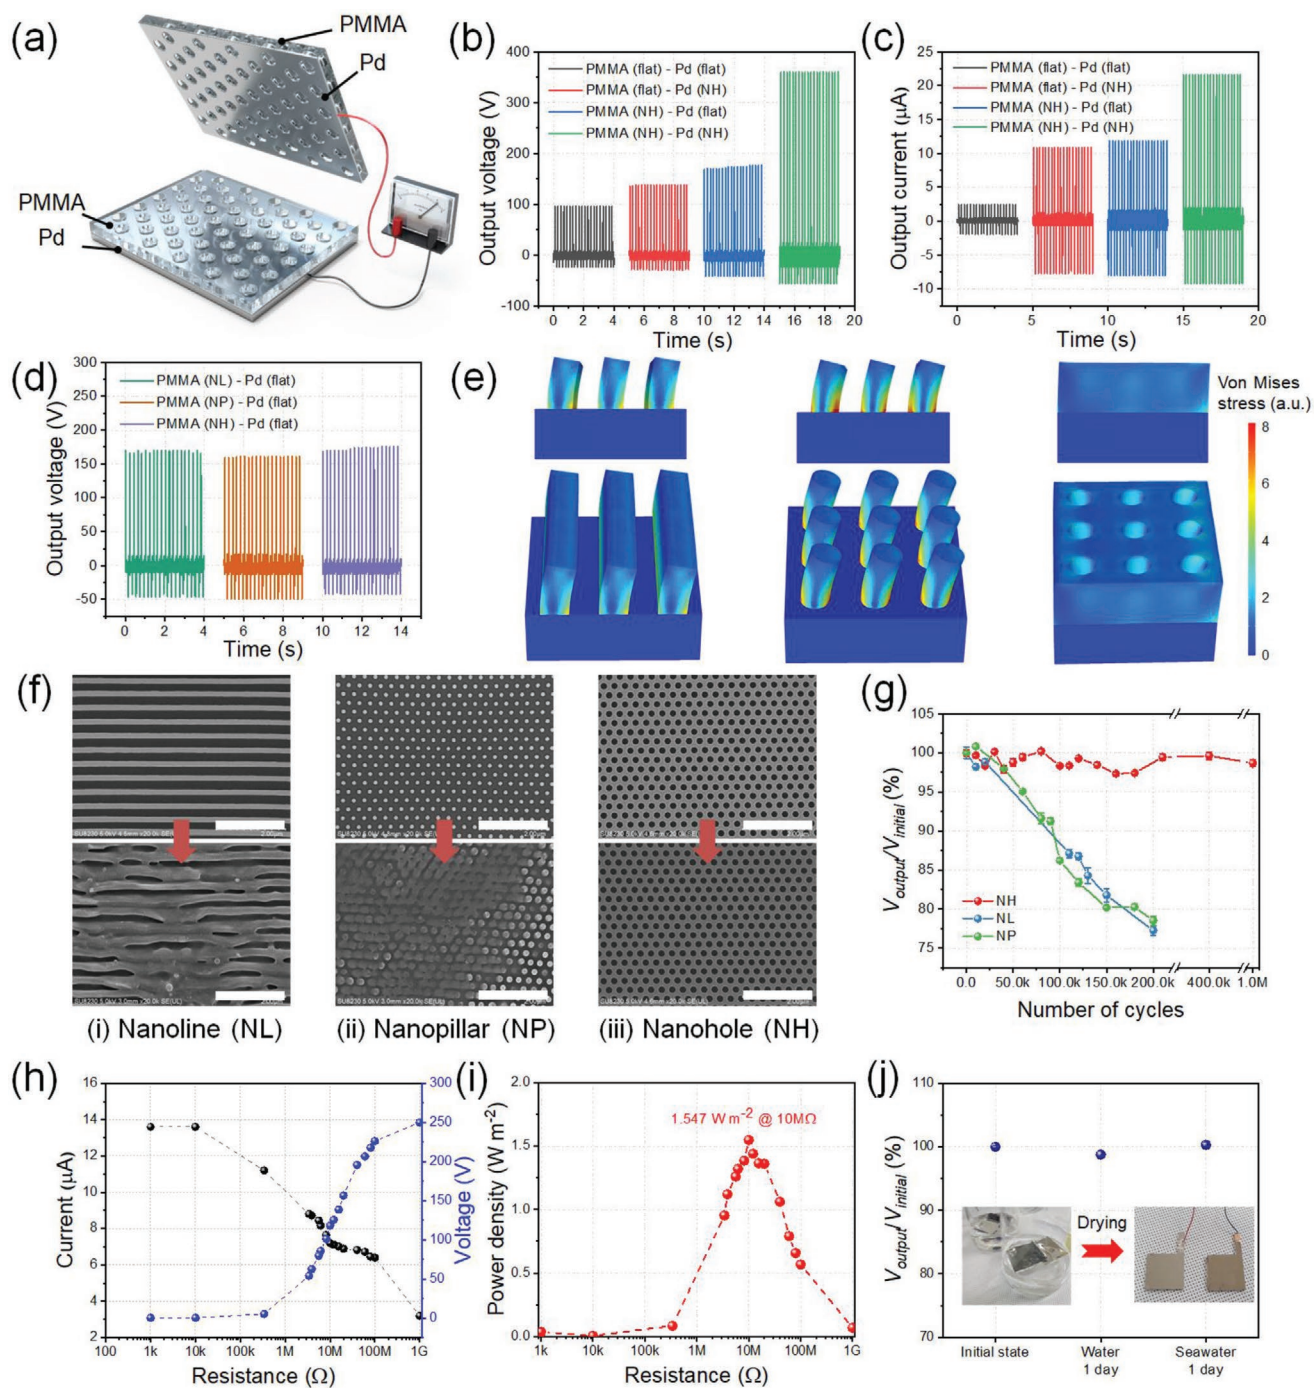 (a)
PMMA
Pd
PMMA
Pd
(b)
Output voltage (V)
400
300
200
100
0
-100
PMMA (flat) - Pd (flat)
PMMA (flat) - Pd (NH)
PMMA (NH) - Pd (flat)
PMMA (NH) - Pd (NH)
0 2 4 6 8 10 12 14 16 18 20
Time (s)
(c)
Output current (µA)
25
20
15
10
5
0
-5
-10
PMMA (flat) - Pd (flat)
PMMA (flat) - Pd (NH)
PMMA (NH) - Pd (flat)
PMMA (NH) - Pd (NH)
0 5 10 15 20
Time (s)
(d)
Output voltage (V)
300
250
200
150
100
50
0
-50
PMMA (NL) - Pd (flat)
PMMA (NP) - Pd (flat)
PMMA (NH) - Pd (flat)
0 2 4 6 8 10 12 14
Time (s)
(e)
Von Mises
stress (a.u.)
8
6
4
2
0
(f)
(i) Nanoline (NL)
(ii) Nanopillar (NP)
(iii) Nanohole (NH)
(g)
Voutput/Vinitial (%)
105
100
95
90
85
80
75
NH
NL
NP
0.0 50.0k 100.0k 150.0k 200.0k 400.0k 1.0M
Number of cycles
(h)
Current (µA)
16
14
12
10
8
6
4
2
1k 10k 100k 1M 10M 100M 1G
Resistance (Ω)
300
250
200
150
100
50
0
Voltage (V)
(i)
Power density (W m-2)
2.0
1.5
1.0
0.5
0.0
1.547 W m-2 @ 10MΩ
1k 10k 100k 1M 10M 100M 1G
Resistance (Ω)
(j)
Voutput/Vinitial (%)
110
100
90
80
70
Drying
Initial state
Water
1 day
Seawater
1 day